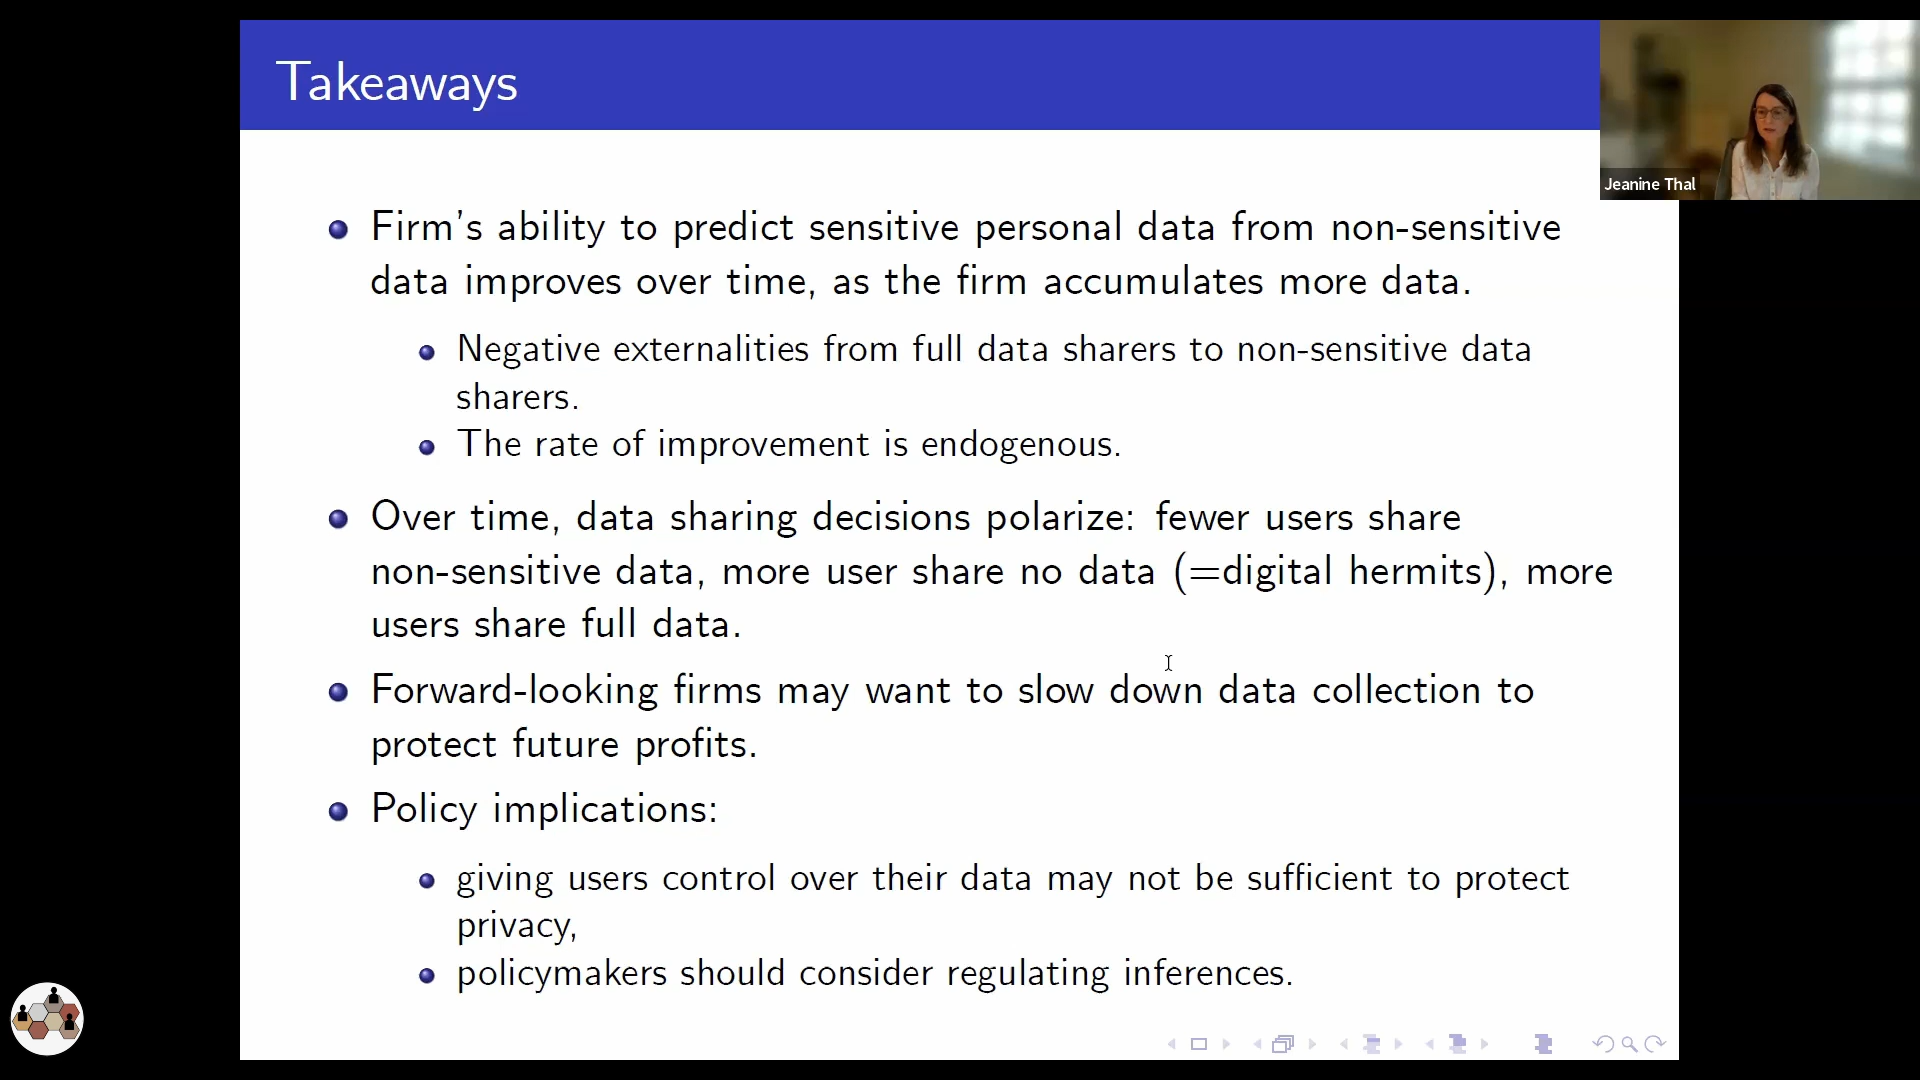 Takeaways
Jeanine Thal
Firm's ability to predict sensitive personal data from non-sensitive
data improves over time, as the firm accumulates more data.
Negative externalities from full data sharers to non-sensitive data
sharers.
The rate of improvement is endogenous.
Over time, data sharing decisions polarize: fewer users share
non-sensitive data, more user share no data (=digital hermits), more
users share full data.
Forward-looking firms may want to slow down data collection to
protect future profits.
Policy implications:
giving users control over their data may not be sufficient to protect
privacy,
policymakers should consider regulating inferences.